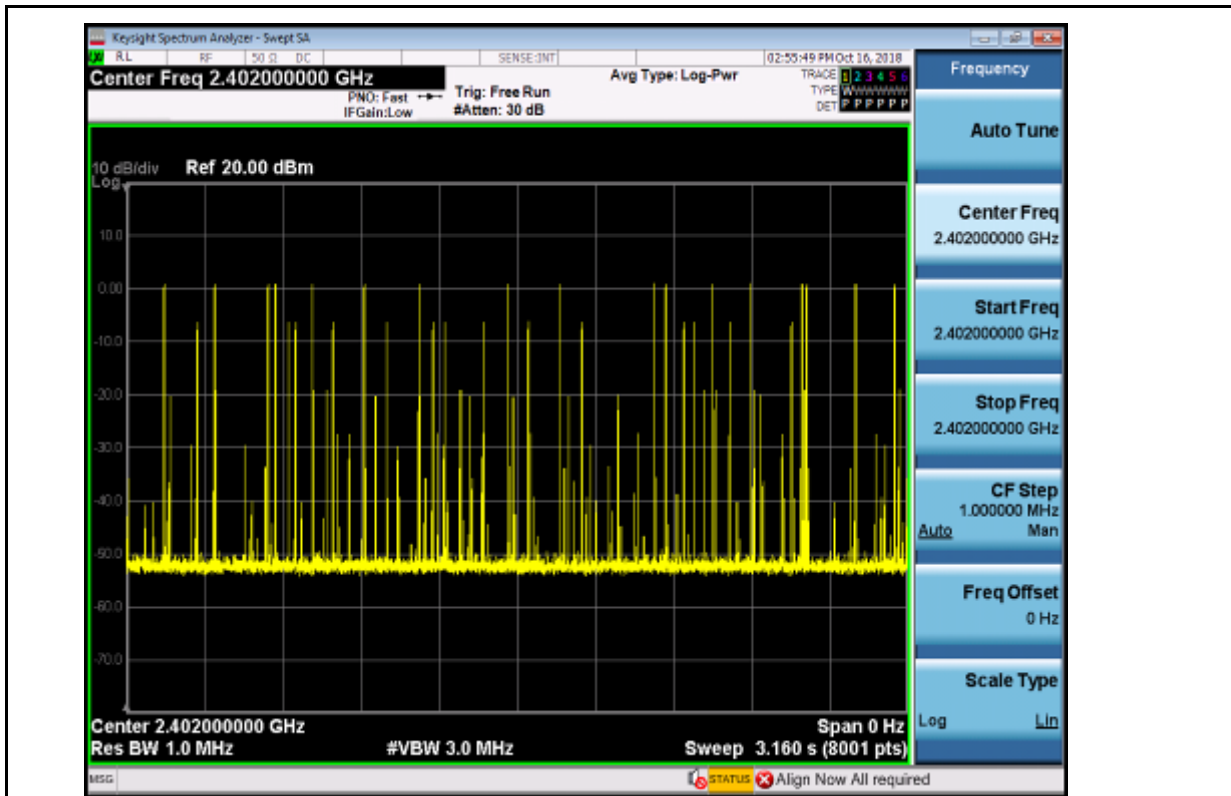 Keysight Spectrum Analyzer - Swept SA
RL RF 50 Ω DC SENSE:INT 02:55:49 PM Oct 16, 2018
Center Freq 2.402000000 GHz
Avg Type: Log-Pwr
TRACE 1 2 3 4 5 6
PNO: Fast Trig: Free Run
TYPE WWWWWWW
IFGain:Low #Atten: 30 dB
DET P P P P P P
10 dB/div Ref 20.00 dBm
Log
10.0
0.00
-10.0
-20.0
-30.0
-40.0
-50.0
-60.0
-70.0
Center 2.402000000 GHz Span 0 Hz
Res BW 1.0 MHz #VBW 3.0 MHz Sweep 3.160 s (8001 pts)
MSG STATUS Align Now All required
Frequency
Auto Tune
Center Freq
2.402000000 GHz
Start Freq
2.402000000 GHz
Stop Freq
2.402000000 GHz
CF Step
1.000000 MHz
Auto Man
Freq Offset
0 Hz
Scale Type
Log Lin